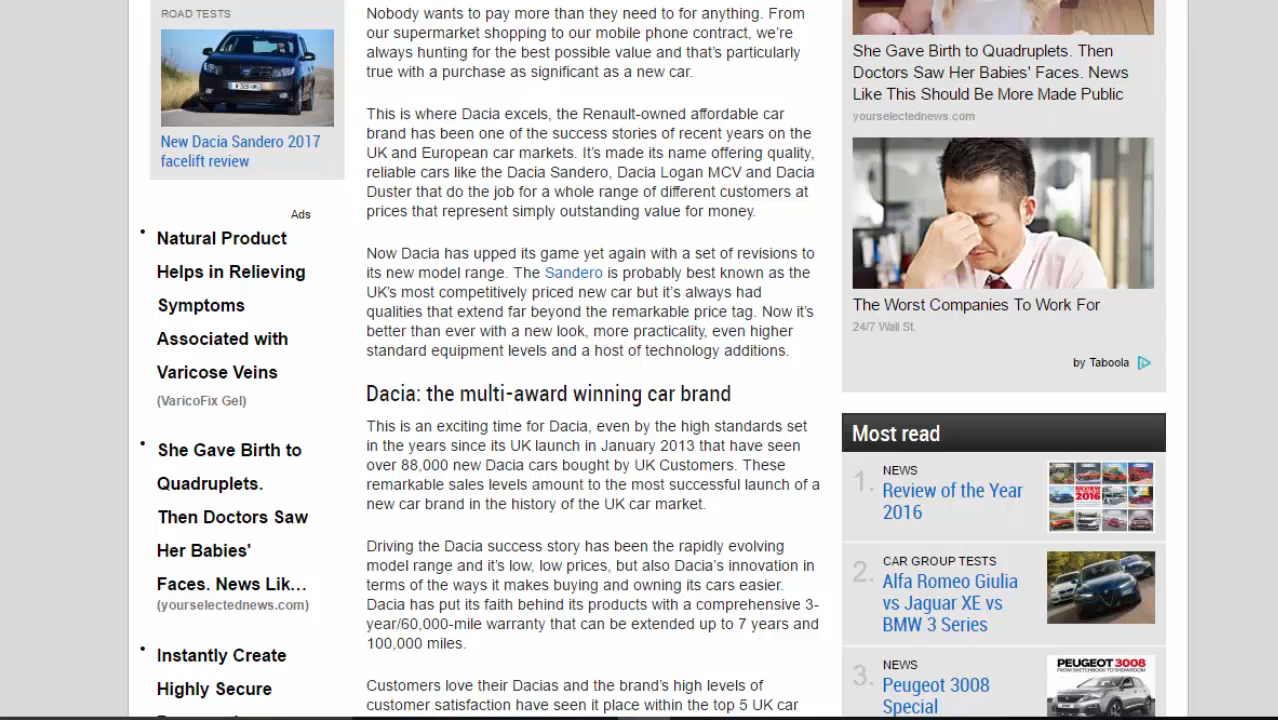 ROAD TESTS
New Dacia Sandero 2017
facelift review
Ads
Natural Product
Helps in Relieving
Symptoms
Associated with
Varicose Veins
(VaricoFix Gel)
She Gave Birth to
Quadruplets.
Then Doctors Saw
Her Babies'
Faces. News Lik...
(yourselectednews.com)
Instantly Create
Highly Secure
Nobody wants to pay more than they need to for anything. From
our supermarket shopping to our mobile phone contract, we're
always hunting for the best possible value and that's particularly
true with a purchase as significant as a new car.
This is where Dacia excels, the Renault-owned affordable car
brand has been one of the success stories of recent years on the
UK and European car markets. It's made its name offering quality,
reliable cars like the Dacia Sandero, Dacia Logan MCV and Dacia
Duster that do the job for a whole range of different customers at
prices that represent simply outstanding value for money.
Now Dacia has upped its game yet again with a set of revisions to
its new model range. The Sandero is probably best known as the
UK's most competitively priced new car but it's always had
qualities that extend far beyond the remarkable price tag. Now it's
better than ever with a new look, more practicality, even higher
standard equipment levels and a host of technology additions.
Dacia: the multi-award winning car brand
This is an exciting time for Dacia, even by the high standards set
in the years since its UK launch in January 2013 that have seen
over 88,000 new Dacia cars bought by UK Customers. These
remarkable sales levels amount to the most successful launch of a
new car brand in the history of the UK car market.
Driving the Dacia success story has been the rapidly evolving
model range and it's low, low prices, but also Dacia's innovation in
terms of the ways it makes buying and owning its cars easier.
Dacia has put its faith behind its products with a comprehensive 3-
year/60,000-mile warranty that can be extended up to 7 years and
100,000 miles.
Customers love their Dacias and the brand's high levels of
customer satisfaction have seen it place within the top 5 UK car
She Gave Birth to Quadruplets. Then
Doctors Saw Her Babies' Faces. News
Like This Should Be More Made Public
yourselectednews.com
The Worst Companies To Work For
24/7 Wall St.
by Taboola
Most read
1.
NEWS
Review of the Year
2016
REVIEW
2016
2.
CAR GROUP TESTS
Alfa Romeo Giulia
vs Jaguar XE vs
BMW 3 Series
3.
NEWS
Peugeot 3008
Special
PEUGEOT 3008
FROM SKETCHBOOK TO SHOWROOM